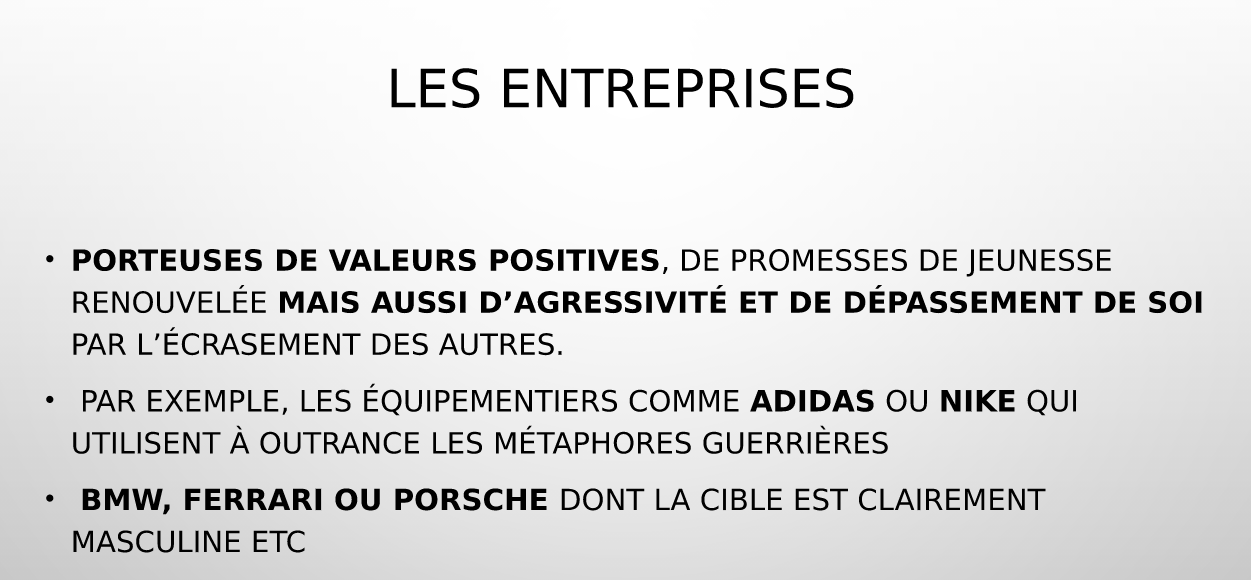 LES ENTREPRISES
• PORTEUSES DE VALEURS POSITIVES, DE PROMESSES DE JEUNESSE
RENOUVELÉE MAIS AUSSI D’AGRESSIVITÉ ET DE DÉPASSEMENT DE SOI
PAR L’ÉCRASEMENT DES AUTRES.
• PAR EXEMPLE, LES ÉQUIPEMENTIERS COMME ADIDAS OU NIKE QUI
UTILISENT À OUTRANCE LES MÉTAPHORES GUERRIÈRES
• BMW, FERRARI OU PORSCHE DONT LA CIBLE EST CLAIREMENT
MASCULINE ETC